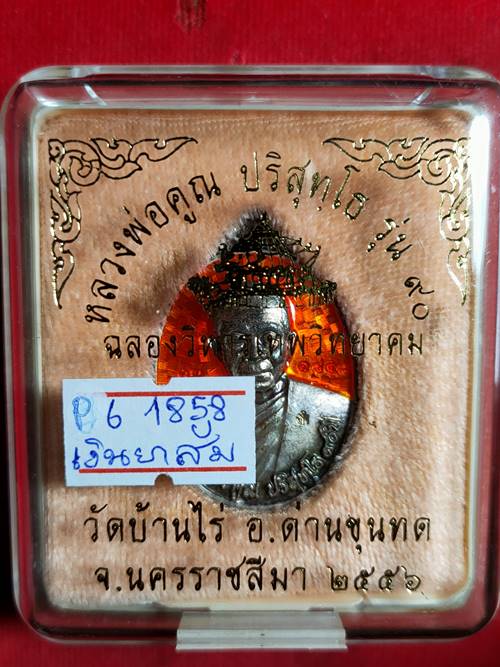 หลวงพ่อคูณ ปริสุทฺโธ รุ่น ๙๐
ฉลองวิหารเทพวิทยาคม
P 6 1858
เงินยาสม
วัดบ้านไร่ อ.ด่านขุนทด
จ.นครราชสีมา ๒๕๕๖